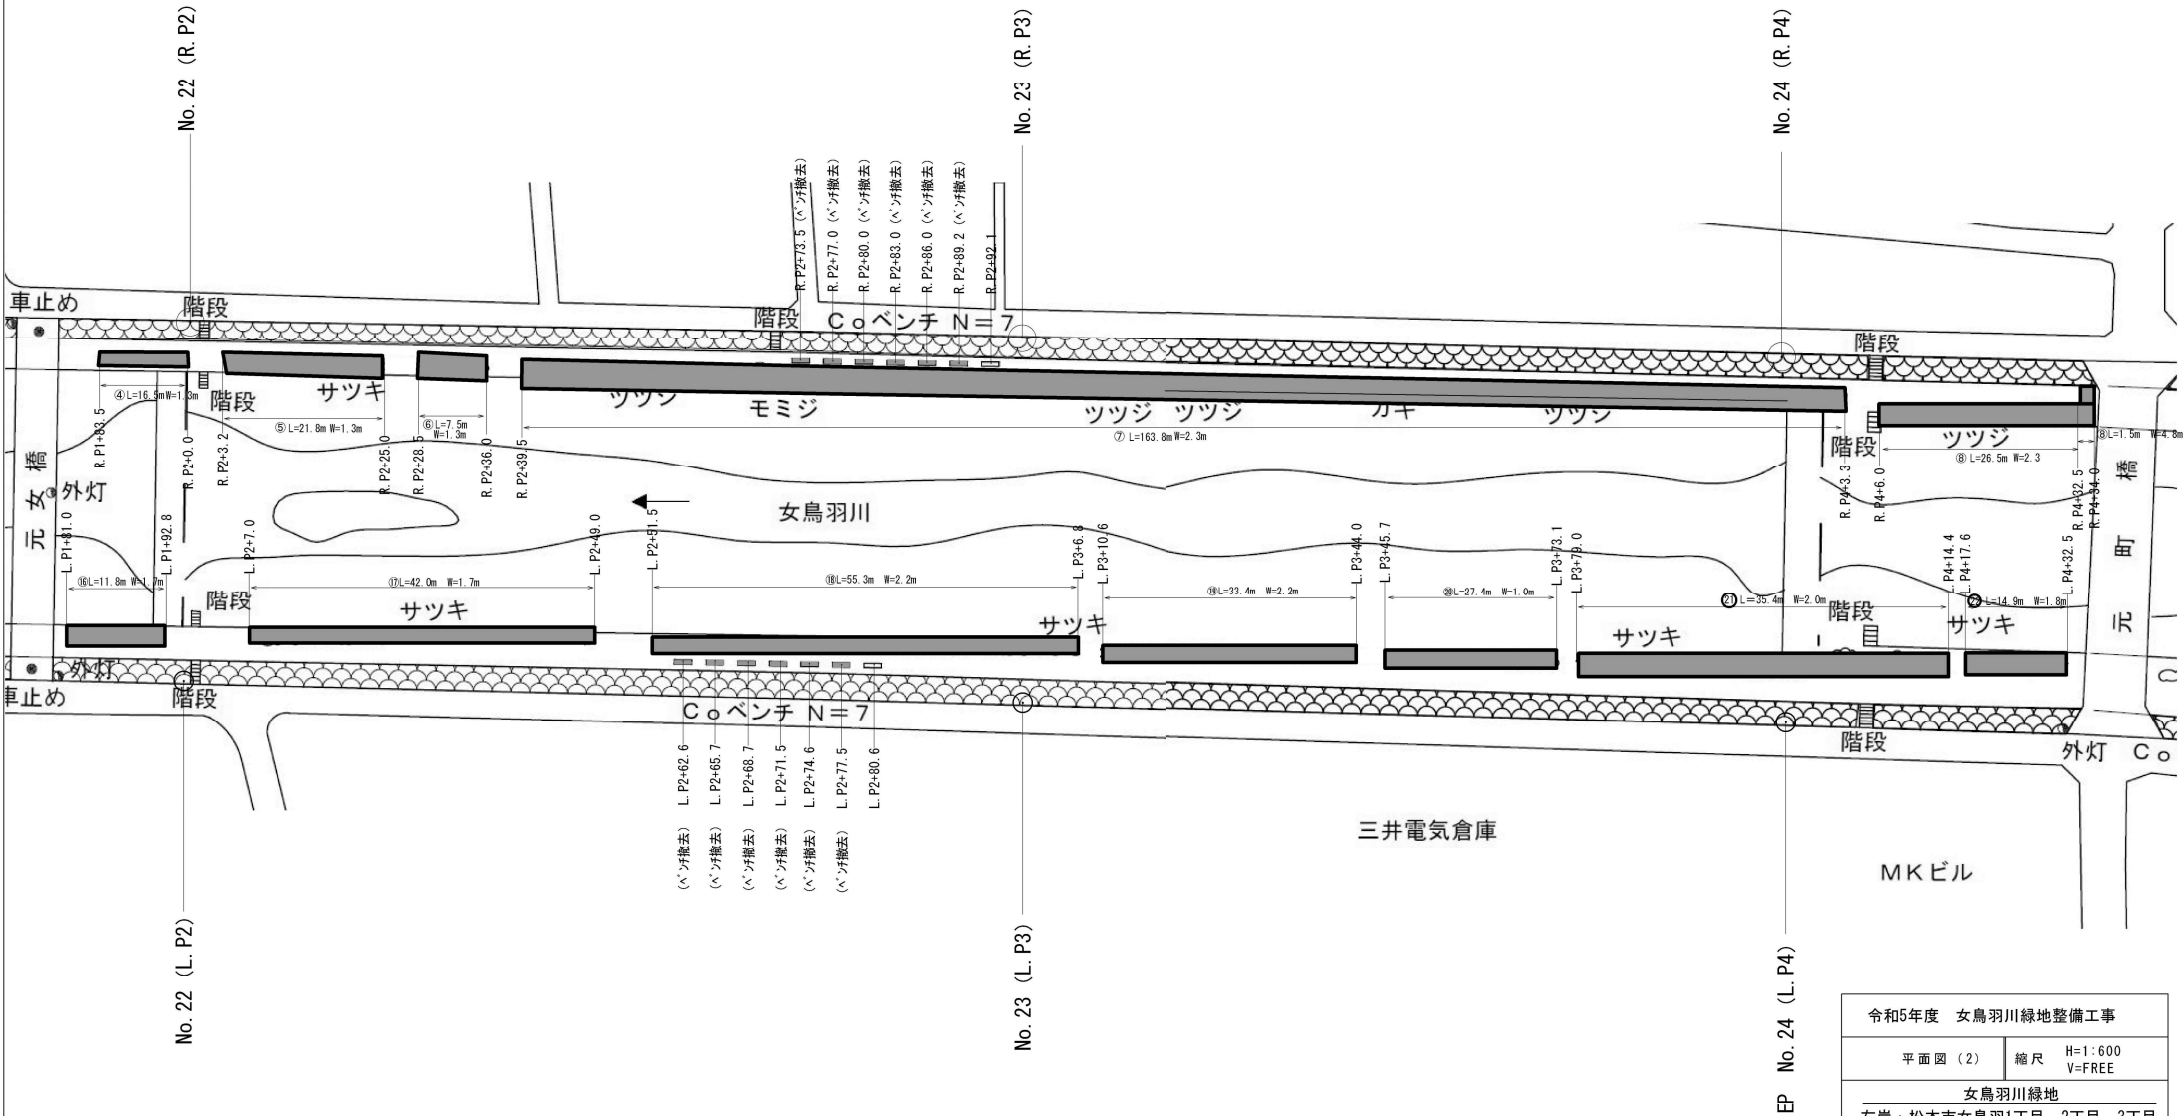 No. 22 (R. P2)
No. 23 (R. P3)
No. 24 (R. P4)
R. P2+73.5 (ベンチ撤去)
R. P2+77.0 (ベンチ撤去)
R. P2+80.0 (ベンチ撤去)
R. P2+83.0 (ベンチ撤去)
R. P2+86.0 (ベンチ撤去)
R. P2+89.2 (ベンチ撤去)
R. P2+92.1
車止め
階段
階段
Coベンチ N=7
階段
④L=16.5mW=1.3m
階段
サツキ
⑤ L=21.8m W=1.3m
⑥L=7.5m
W=1.3m
ツツジ
モミジ
ツツジ
ツツジ
カキ
ツツジ
⑦ L=163.8mW=2.3m
階段
ツツジ
⑧ L=26.5m W=2.3
⑧L=1.5m W=4.8m
R. P1+83.5
R. P2+0.0
R. P2+3.2
R. P2+25.0
R. P2+28.5
R. P2+36.0
R. P2+39.5
R. P4+3.3
R. P4+6.0
R. P4+32.5
R. P4+34.0
元女橋
外灯
女鳥羽川
元町橋
L. P1+81.0
L. P1+92.8
L. P2+7.0
L. P2+49.0
L. P2+51.5
L. P3+6.8
L. P3+10.6
L. P3+44.0
L. P3+45.7
L. P3+73.1
L. P3+79.0
L. P4+14.4
L. P4+17.6
L. P4+32.5
⑯L=11.8m W=1.7m
⑰L=42.0m W=1.7m
⑱L=55.3m W=2.2m
⑲L=33.4m W=2.2m
⑳L=27.4m W=1.0m
㉑ L=35.4m W=2.0m
㉒ L=14.9m W=1.8m
階段
サツキ
サツキ
サツキ
階段
サツキ
外灯
車止め
階段
Coベンチ N=7
階段
外灯 Co
L. P2+62.6
L. P2+65.7
L. P2+68.7
L. P2+71.5
L. P2+74.6
L. P2+77.5
L. P2+80.6
(ベンチ撤去)
(ベンチ撤去)
(ベンチ撤去)
(ベンチ撤去)
(ベンチ撤去)
(ベンチ撤去)
三井電気倉庫
MKビル
No. 22 (L. P2)
No. 23 (L. P3)
EP No. 24 (L. P4)
令和5年度 女鳥羽川緑地整備工事
平面図(2) 縮尺 H=1:600
V=FREE
女鳥羽川緑地